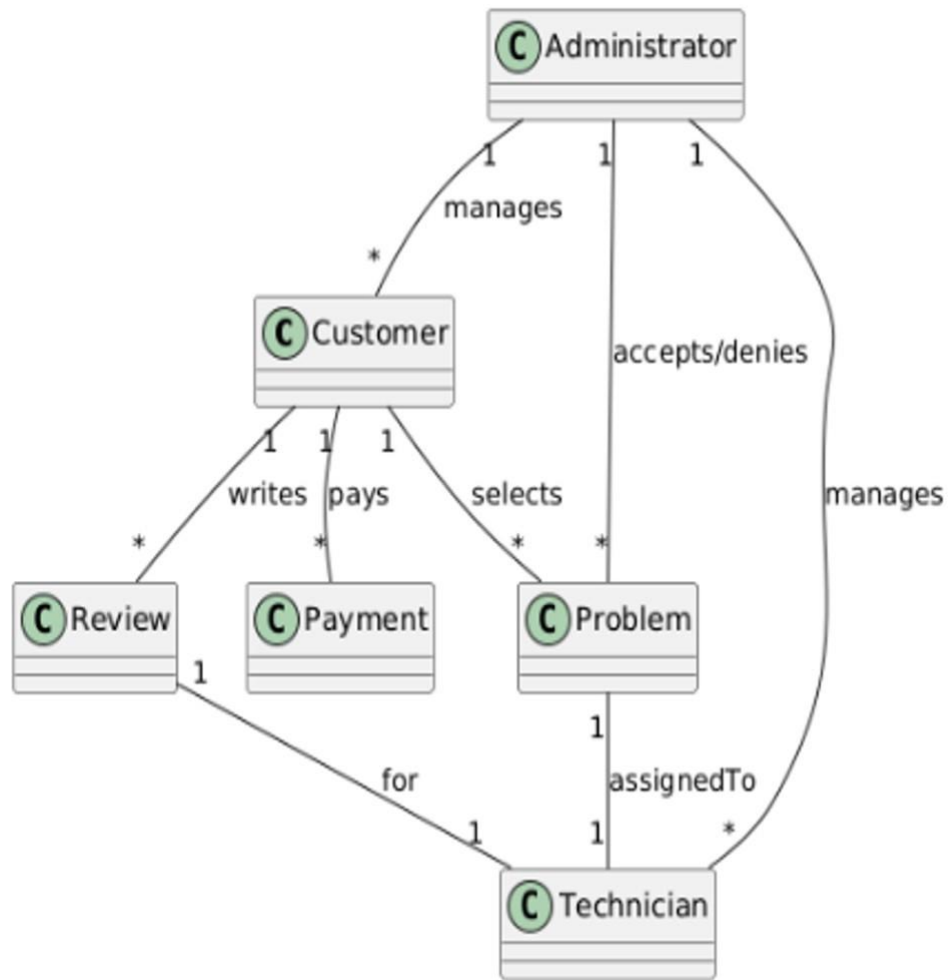 C Administrator
1 1 1
manages
*
C Customer
accepts/denies
1 1 1
writes pays selects manages
* * * *
C Review C Payment C Problem
1
1
for assignedTo
1 1 *
C Technician